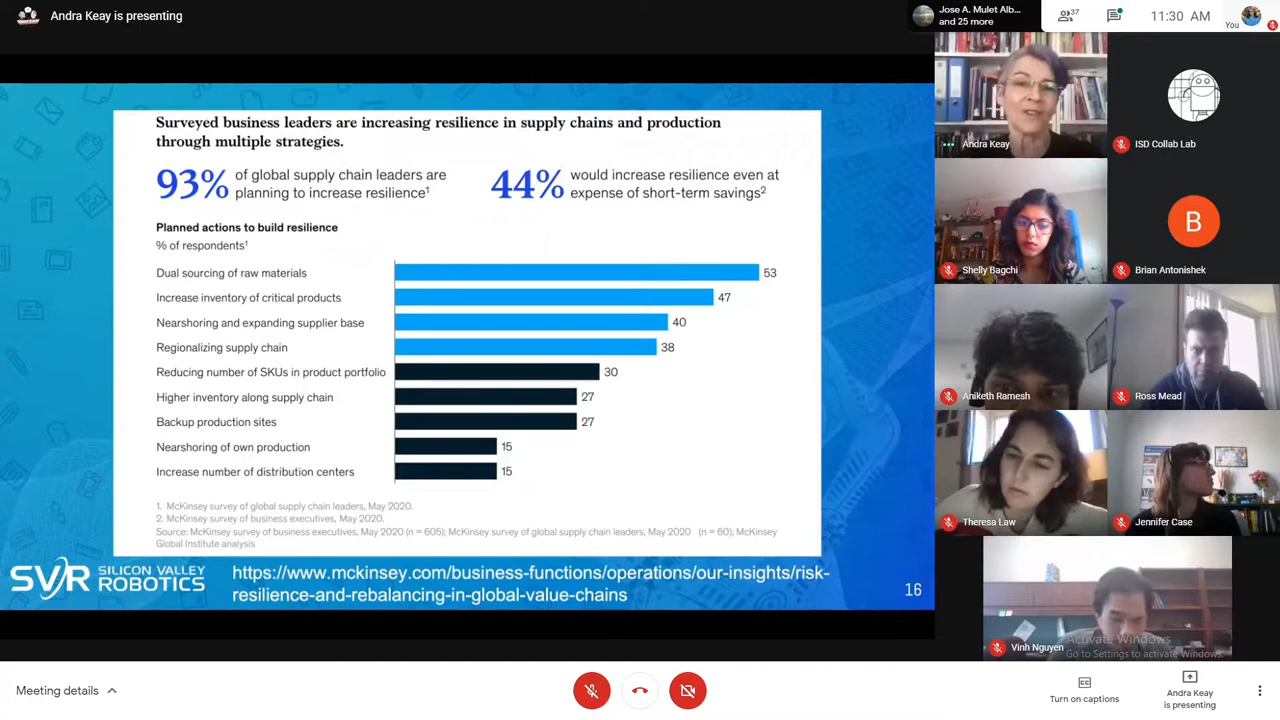 Andra Keay is presenting
Jose A. Mulet Alb...
and 25 more
37
11:30 AM
You
Surveyed business leaders are increasing resilience in supply chains and production
through multiple strategies.
93% of global supply chain leaders are
planning to increase resilience¹
44% would increase resilience even at
expense of short-term savings²
Planned actions to build resilience
% of respondents¹
Dual sourcing of raw materials 53
Increase inventory of critical products 47
Nearshoring and expanding supplier base 40
Regionalizing supply chain 38
Reducing number of SKUs in product portfolio 30
Higher inventory along supply chain 27
Backup production sites 27
Nearshoring of own production 15
Increase number of distribution centers 15
1. McKinsey survey of global supply chain leaders, May 2020.
2. McKinsey survey of business executives, May 2020.
Source: McKinsey survey of business executives, May 2020 (n = 605); McKinsey survey of global supply chain leaders, May 2020 (n = 60); McKinsey
Global Institute analysis
SVR SILICON VALLEY
ROBOTICS
https://www.mckinsey.com/business-functions/operations/our-insights/risk-
resilience-and-rebalancing-in-global-value-chains
16
Andra Keay
ISD Collab Lab
Shelly Bagchi
B
Brian Antonishek
Aniketh Ramesh
Ross Mead
Theresa Law
Jennifer Case
Vinh Nguyen
Activate Windows
Go to Settings to activate Windows.
Meeting details
Turn on captions
Andra Keay
is presenting